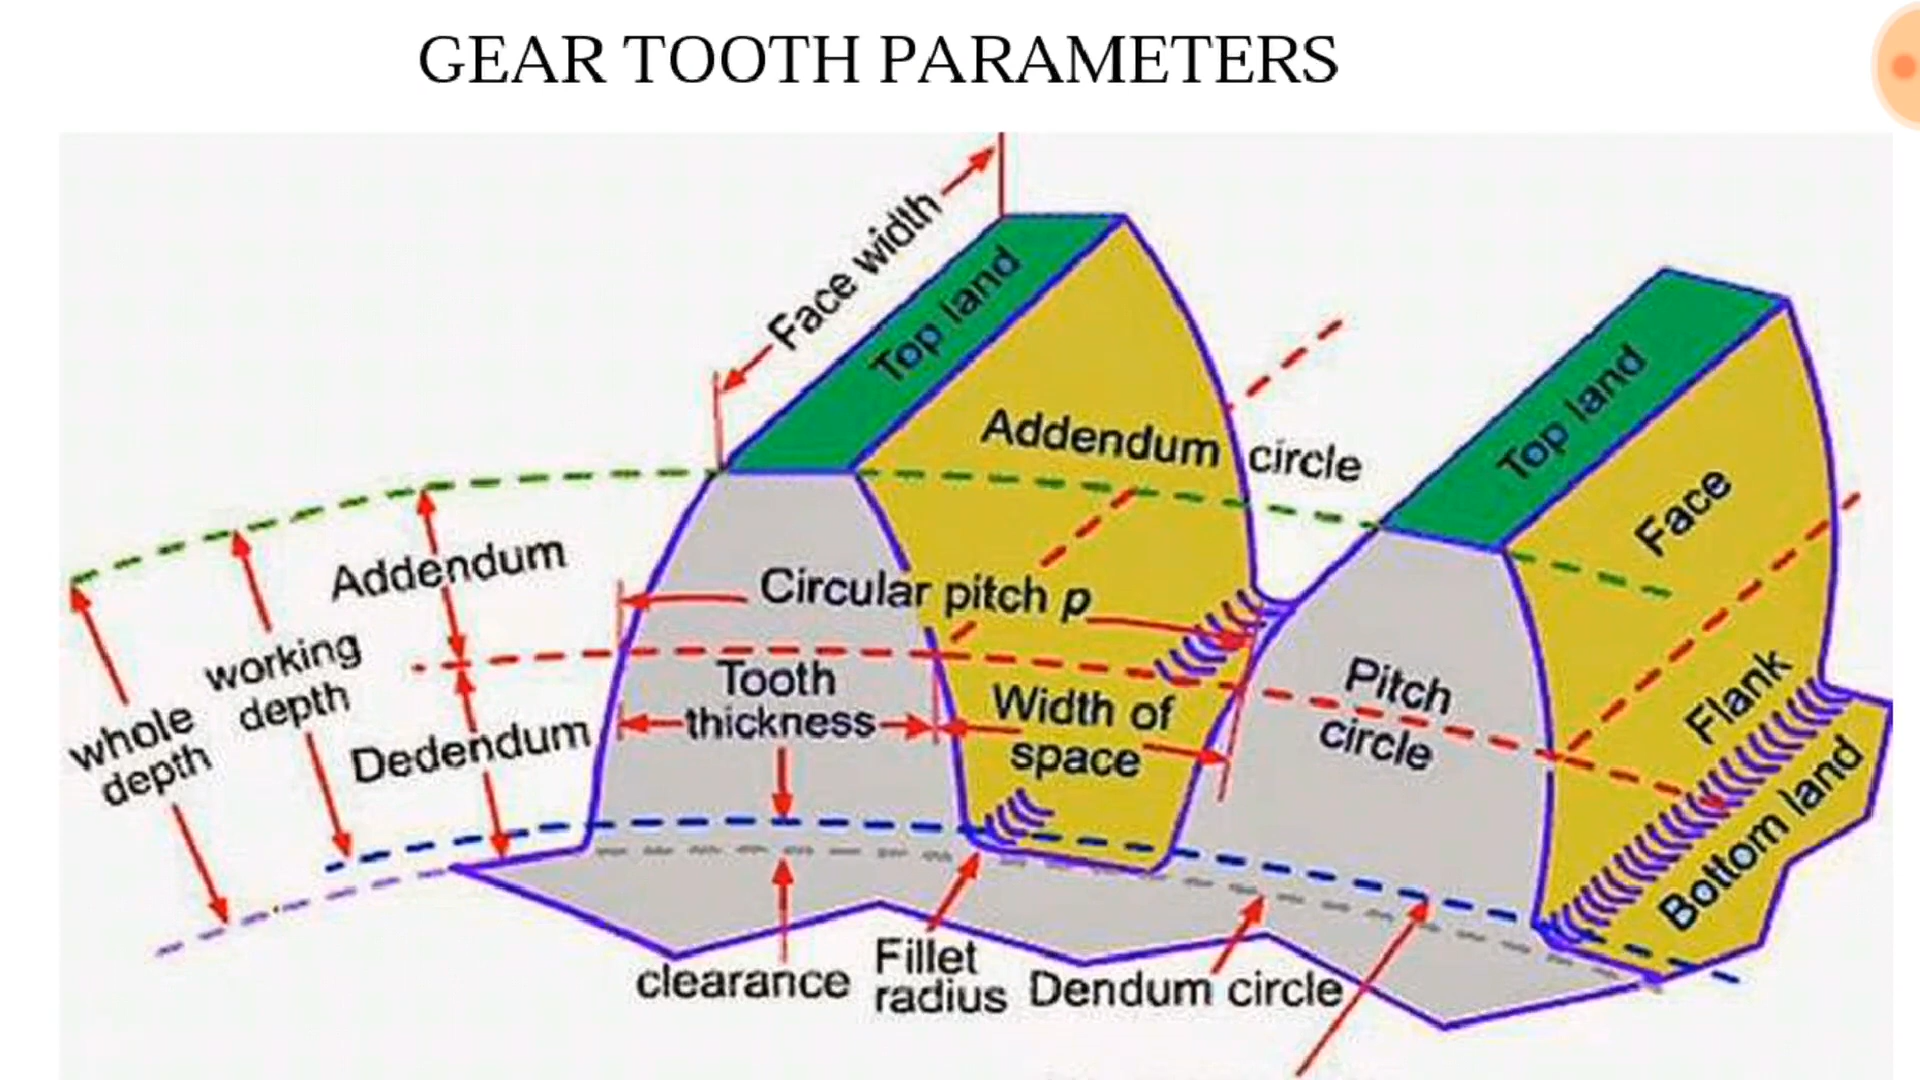 GEAR TOOTH PARAMETERS
Face width
Top land
Top land
Addendum circle
Face
Addendum
Circular pitch p
working
depth
whole
depth
Tooth
thickness
Width of
space
Pitch
circle
Flank
Dedendum
Bottom land
clearance
Fillet
radius
Dendum circle